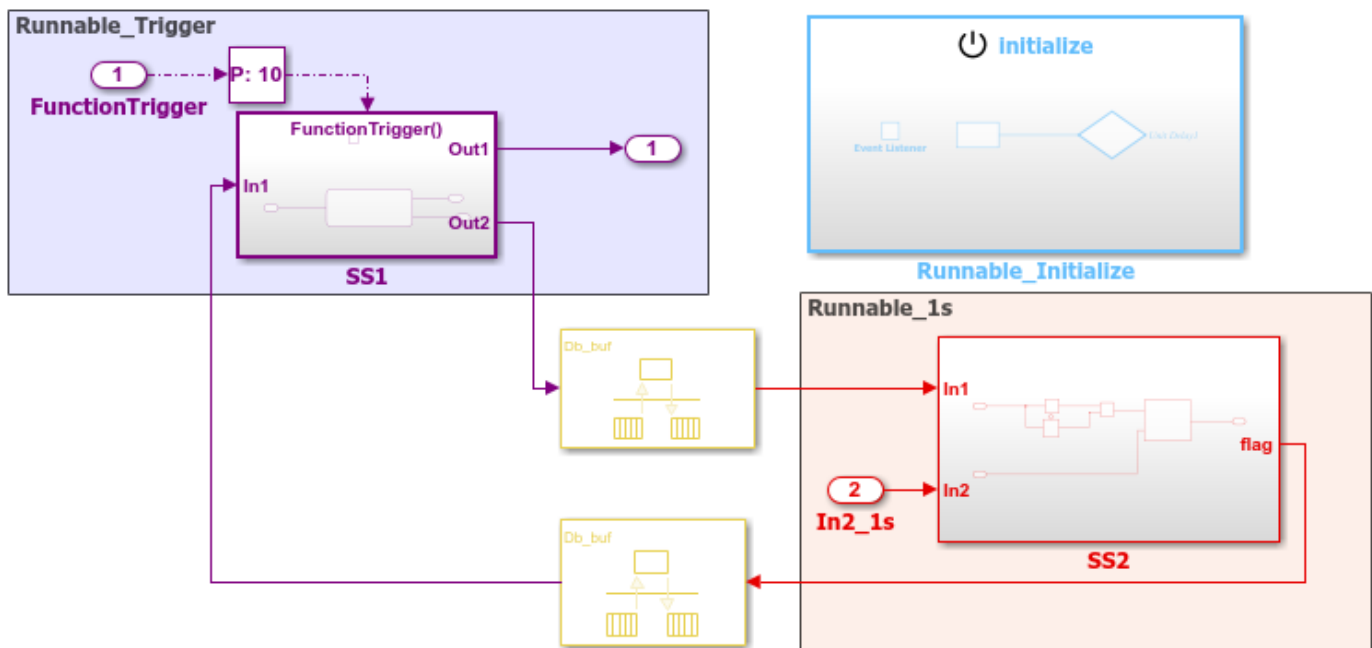 Runnable_Trigger
1
P: 10
FunctionTrigger
FunctionTrigger()
Out1
1
In1
Out2
SS1
initialize
Event Listener
Unit Delay1
Runnable_Initialize
Runnable_1s
Db_buf
In1
flag
2
In2
In2_1s
SS2
Db_buf